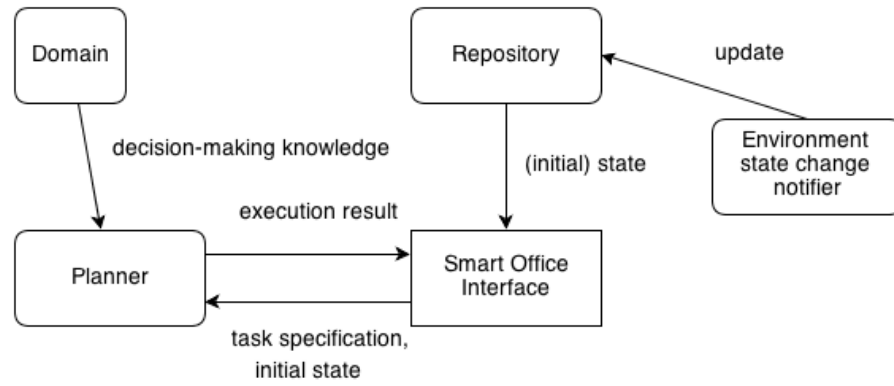 Domain
Repository
update
decision-making knowledge
(initial) state
Environment
state change
notifier
execution result
Planner
Smart Office
Interface
task specification,
initial state